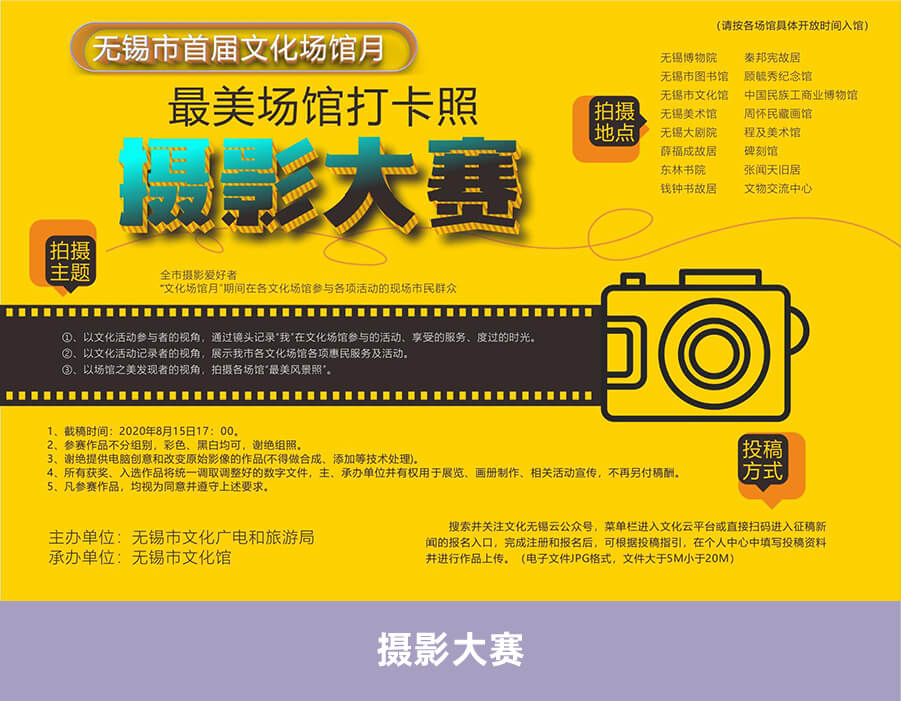 无锡市首届文化场馆月
最美场馆打卡照
摄影大赛
(请按各场馆具体开放时间入馆)
拍摄
地点
无锡博物院 秦邦宪故居
无锡市图书馆 顾毓秀纪念馆
无锡市文化馆 中国民族工商业博物馆
无锡美术馆 周怀民藏画馆
无锡大剧院 程及美术馆
薛福成故居 碑刻馆
东林书院 张闻天旧居
钱钟书故居 文物交流中心
拍摄
主题
全市摄影爱好者
“文化场馆月”期间在各文化场馆参与各项活动的现场市民群众
①、以文化活动参与者的视角，通过镜头记录“我”在文化场馆参与的活动、享受的服务、度过的时光。
②、以文化活动记录者的视角，展示我市各文化场馆各项惠民服务及活动。
③、以场馆之美发现者的视角，拍摄各场馆“最美风景照”。
1、截稿时间：2020年8月15日17：00。
2、参赛作品不分组别，彩色、黑白均可，谢绝组照。
3、谢绝提供电脑创意和改变原始影像的作品(不得做合成、添加等技术处理)。
4、所有获奖、入选作品将统一调取调整好的数字文件，主、承办单位并有权用于展览、画册制作、相关活动宣传，不再另付稿酬。
5、凡参赛作品，均视为同意并遵守上述要求。
投稿
方式
主办单位：无锡市文化广电和旅游局
承办单位：无锡市文化馆
搜索并关注文化无锡云公众号，菜单栏进入文化云平台或直接扫码进入征稿新
闻的报名入口，完成注册和报名后，可根据投稿指引，在个人中心中填写投稿资料
并进行作品上传。（电子文件JPG格式，文件大于5M小于20M）
摄影大赛